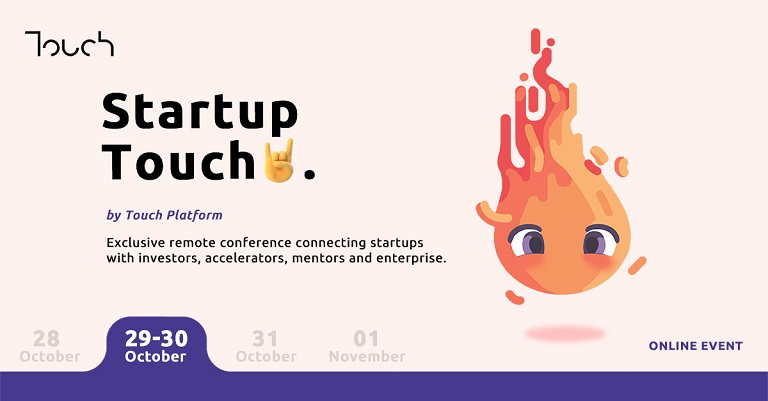 Touch
Startup
Touch🤘.
by Touch Platform
Exclusive remote conference connecting startups
with investors, accelerators, mentors and enterprise.
28
October
29-30
October
31
October
01
November
ONLINE EVENT